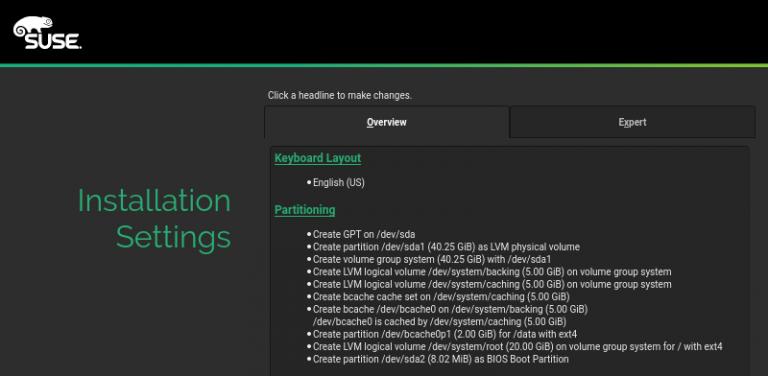 SUSE.
Click a headline to make changes.
Overview
Expert
Installation
Settings
Keyboard Layout
• English (US)
Partitioning
• Create GPT on /dev/sda
• Create partition /dev/sda1 (40.25 GiB) as LVM physical volume
• Create volume group system (40.25 GiB) with /dev/sda1
• Create LVM logical volume /dev/system/backing (5.00 GiB) on volume group system
• Create LVM logical volume /dev/system/caching (5.00 GiB) on volume group system
• Create bcache cache set on /dev/system/caching (5.00 GiB)
• Create bcache /dev/bcache0 on /dev/system/backing (5.00 GiB)
/dev/bcache0 is cached by /dev/system/caching (5.00 GiB)
• Create partition /dev/bcache0p1 (2.00 GiB) for /data with ext4
• Create LVM logical volume /dev/system/root (20.00 GiB) on volume group system for / with ext4
• Create partition /dev/sda2 (8.02 MiB) as BIOS Boot Partition